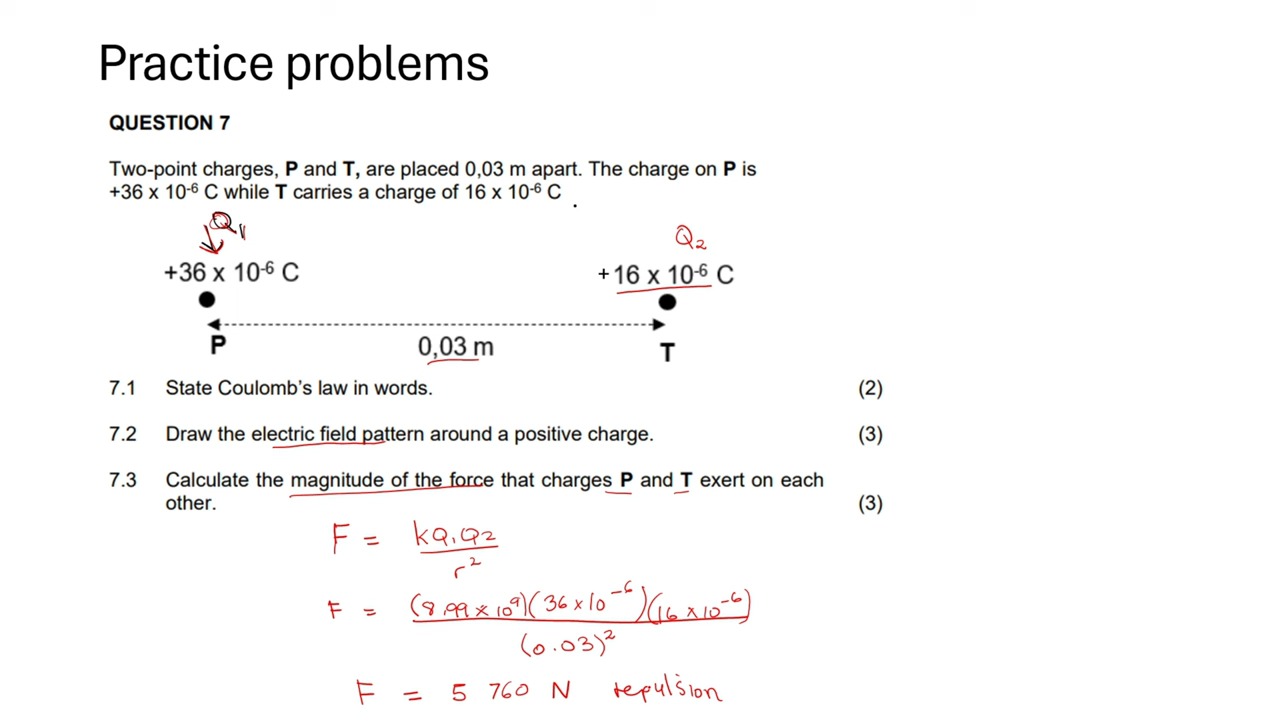 Practice problems
QUESTION 7
Two-point charges, P and T, are placed 0,03 m apart. The charge on P is
+36 x 10⁻⁶ C while T carries a charge of 16 x 10⁻⁶ C .
Q₁
Q₂
+36 x 10⁻⁶ C
+16 x 10⁻⁶ C
P
0,03 m
T
7.1 State Coulomb's law in words. (2)
7.2 Draw the electric field pattern around a positive charge. (3)
7.3 Calculate the magnitude of the force that charges P and T exert on each
other. (3)
F = kQ₁Q₂
r²
F = (8.99 × 10⁹)(36 × 10⁻⁶)(16 × 10⁻⁶)
(0.03)²
F = 5 760 N repulsion